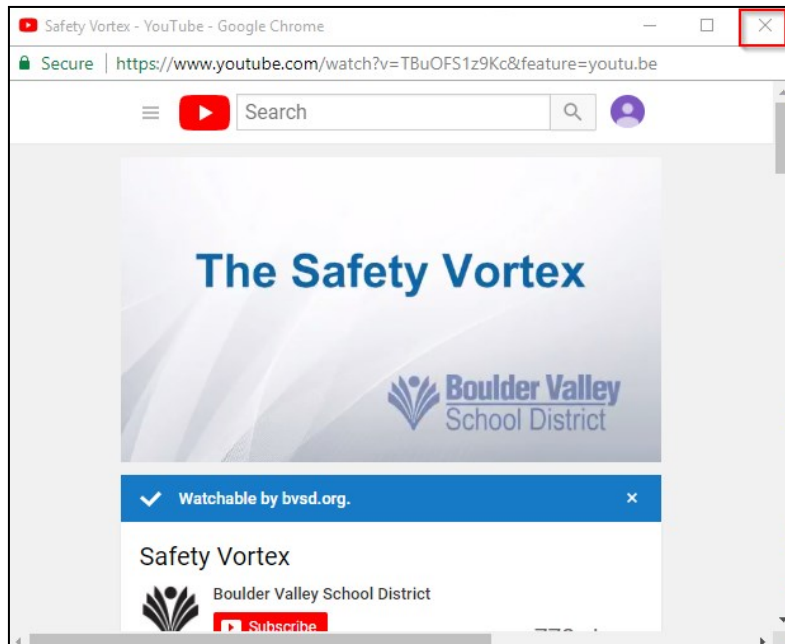 Safety Vortex - YouTube - Google Chrome
Secure | https://www.youtube.com/watch?v=TBuOFS1z9Kc&feature=youtu.be
Search
The Safety Vortex
Boulder Valley
School District
Watchable by bvsd.org.
Safety Vortex
Boulder Valley School District
Subscribe